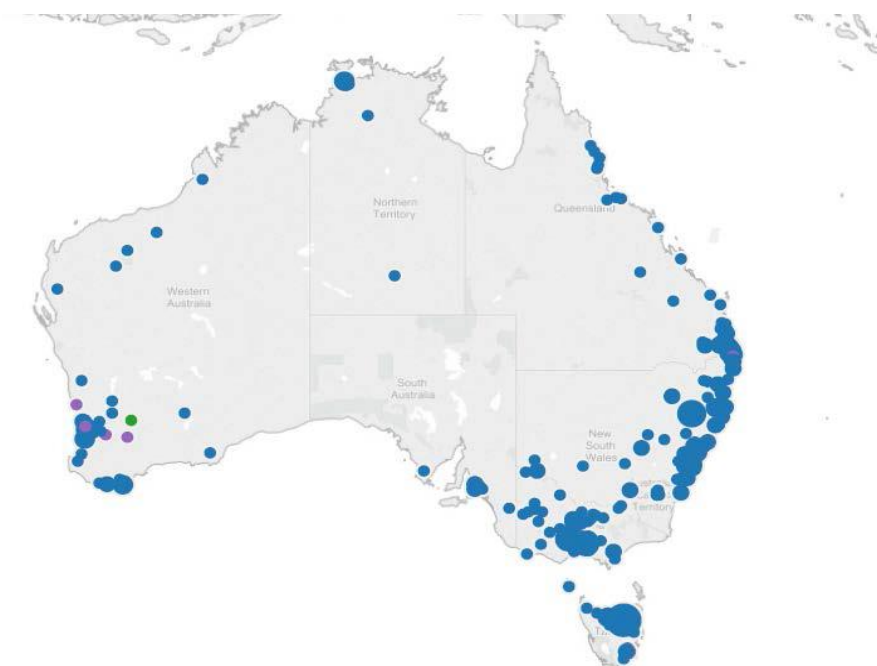 Northern
Territory
Queensland
Western
Australia
South
Australia
New
South
Wales
Territory